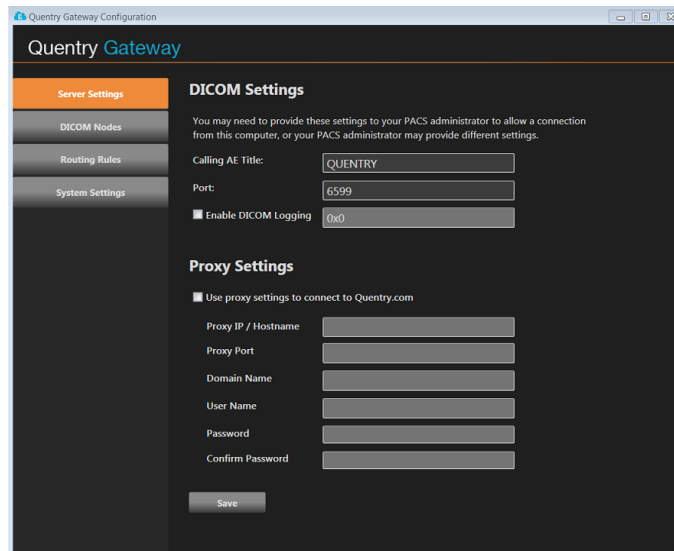 Quentry Gateway Configuration
Quentry Gateway
Server Settings
DICOM Nodes
Routing Rules
System Settings
DICOM Settings
You may need to provide these settings to your PACS administrator to allow a connection
from this computer, or your PACS administrator may provide different settings.
Calling AE Title: QUENTRY
Port: 6599
Enable DICOM Logging 0x0
Proxy Settings
Use proxy settings to connect to Quentry.com
Proxy IP / Hostname
Proxy Port
Domain Name
User Name
Password
Confirm Password
Save